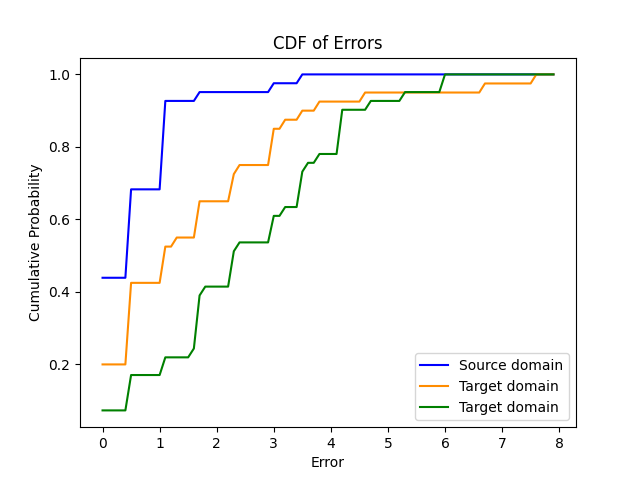 CDF of Errors
1.0
0.8
0.6
0.4
0.2
Cumulative Probability
0 1 2 3 4 5 6 7 8
Error
Source domain
Target domain
Target domain